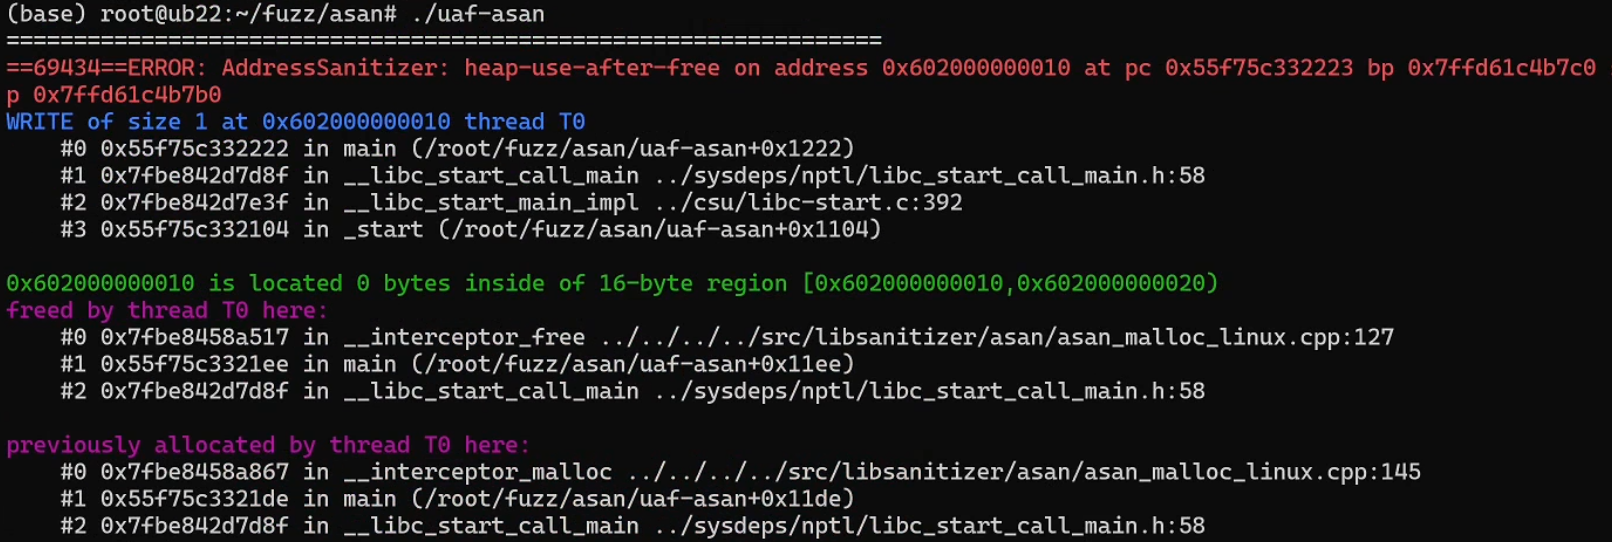 (base) root@ub22:~/fuzz/asan# ./uaf-asan
=================================================================
==69434==ERROR: AddressSanitizer: heap-use-after-free on address 0x602000000010 at pc 0x55f75c332223 bp 0x7ffd61c4b7c0
p 0x7ffd61c4b7b0
WRITE of size 1 at 0x602000000010 thread T0
    #0 0x55f75c332222 in main (/root/fuzz/asan/uaf-asan+0x1222)
    #1 0x7fbe842d7d8f in __libc_start_call_main ../sysdeps/nptl/libc_start_call_main.h:58
    #2 0x7fbe842d7e3f in __libc_start_main_impl ../csu/libc-start.c:392
    #3 0x55f75c332104 in _start (/root/fuzz/asan/uaf-asan+0x1104)

0x602000000010 is located 0 bytes inside of 16-byte region [0x602000000010,0x602000000020)
freed by thread T0 here:
    #0 0x7fbe8458a517 in __interceptor_free ../../../../src/libsanitizer/asan/asan_malloc_linux.cpp:127
    #1 0x55f75c3321ee in main (/root/fuzz/asan/uaf-asan+0x11ee)
    #2 0x7fbe842d7d8f in __libc_start_call_main ../sysdeps/nptl/libc_start_call_main.h:58

previously allocated by thread T0 here:
    #0 0x7fbe8458a867 in __interceptor_malloc ../../../../src/libsanitizer/asan/asan_malloc_linux.cpp:145
    #1 0x55f75c3321de in main (/root/fuzz/asan/uaf-asan+0x11de)
    #2 0x7fbe842d7d8f in __libc_start_call_main ../sysdeps/nptl/libc_start_call_main.h:58